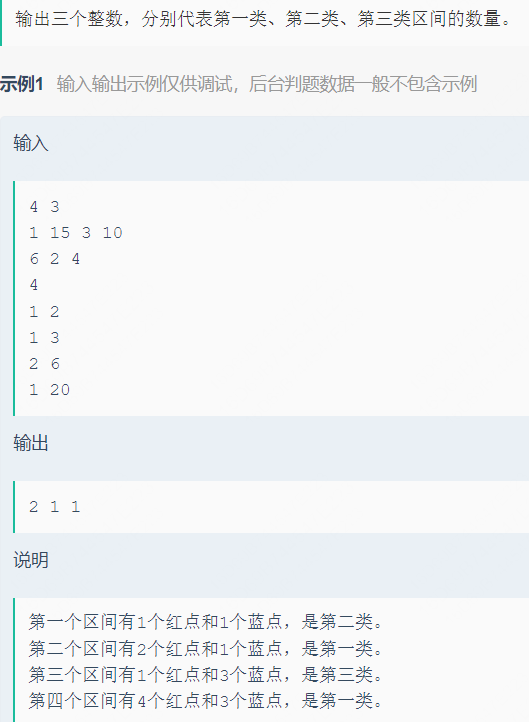 输出三个整数，分别代表第一类、第二类、第三类区间的数量。
示例1 输入输出示例仅供调试，后台判题数据一般不包含示例
输入
4 3
1 15 3 10
6 2 4
4
1 2
1 3
2 6
1 20
输出
2 1 1
说明
第一个区间有1个红点和1个蓝点，是第二类。
第二个区间有2个红点和1个蓝点，是第一类。
第三个区间有1个红点和3个蓝点，是第三类。
第四个区间有4个红点和3个蓝点，是第一类。